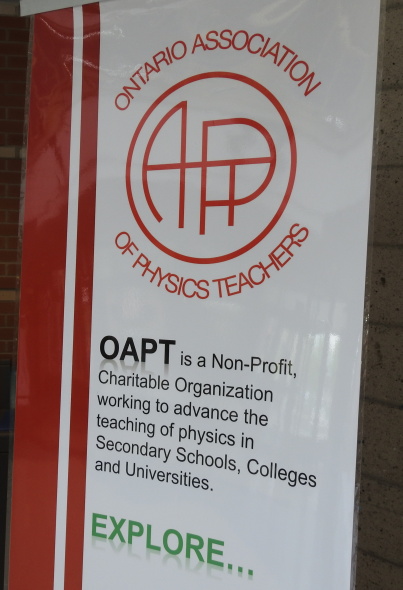 ONTARIO ASSOCIATION
APT
OF PHYSICS TEACHERS
OAPT is a Non-Profit,
Charitable Organization
working to advance the
teaching of physics in
Secondary Schools, Colleges
and Universities.
EXPLORE...